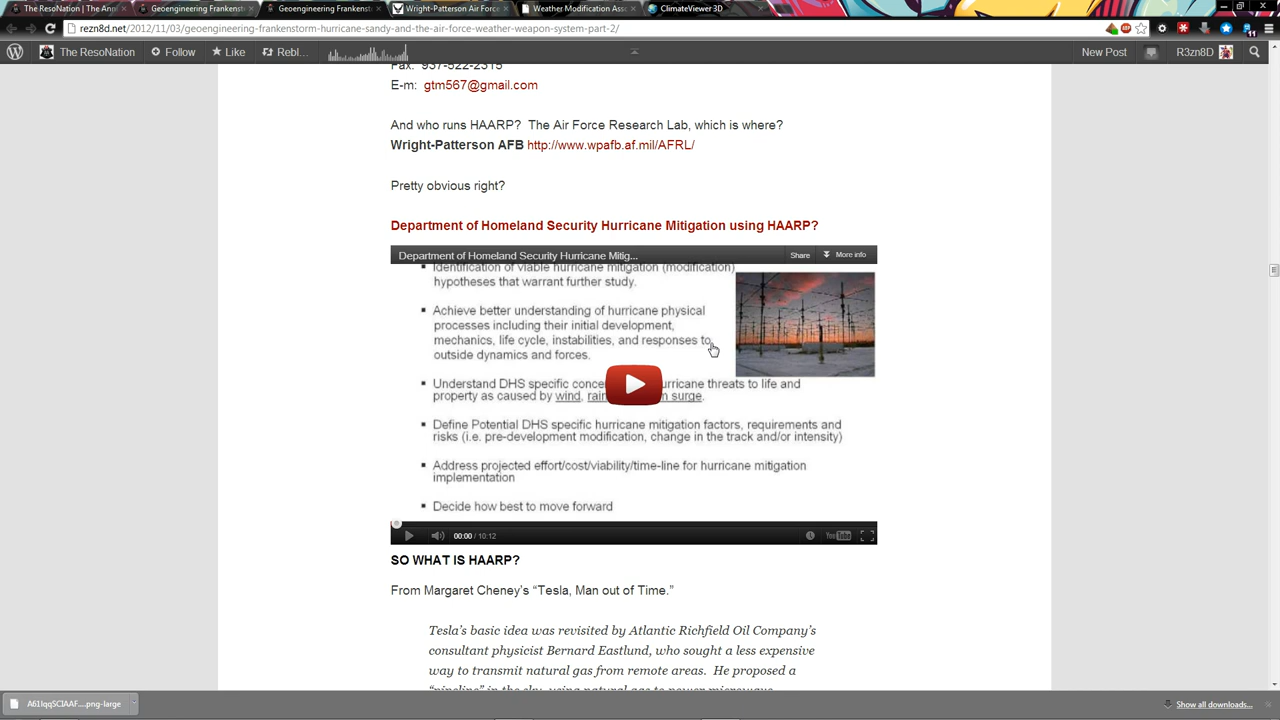 The ResoNation | The Ang
Geoengineering Frankenst
Geoengineering Frankenst
Wright-Patterson Air Force
Weather Modification Ass
ClimateViewer 3D
rezn8d.net/2012/11/03/geoengineering-frankenstorm-hurricane-sandy-and-the-air-force-weather-weapon-system-part-2/
The ResoNation
Follow
Like
Rebl...
New Post
R3zn8D
Fax: 937-522-2315
E-m: gtm567@gmail.com
And who runs HAARP? The Air Force Research Lab, which is where?
Wright-Patterson AFB http://www.wpafb.af.mil/AFRL/
Pretty obvious right?
Department of Homeland Security Hurricane Mitigation using HAARP?
Department of Homeland Security Hurricane Mitig...
Share
More info
Identification of viable hurricane mitigation (modification)
hypotheses that warrant further study.
Achieve better understanding of hurricane physical
processes including their initial development,
mechanics, life cycle, instabilities, and responses to
outside dynamics and forces.
Understand DHS specific conce urricane threats to life and
property as caused by wind, rain m surge.
Define Potential DHS specific hurricane mitigation factors, requirements and
risks (i.e. pre-development modification, change in the track and/or intensity)
Address projected effort/cost/viability/time-line for hurricane mitigation
implementation
Decide how best to move forward
00:00 / 10:12
YouTube
SO WHAT IS HAARP?
From Margaret Cheney's “Tesla, Man out of Time.”
Tesla's basic idea was revisited by Atlantic Richfield Oil Company's
consultant physicist Bernard Eastlund, who sought a less expensive
way to transmit natural gas from remote areas. He proposed a
“pipeline” in the sky, using natural gas to power microwave
A61IqqSCIAAF....png-large
Show all downloads...